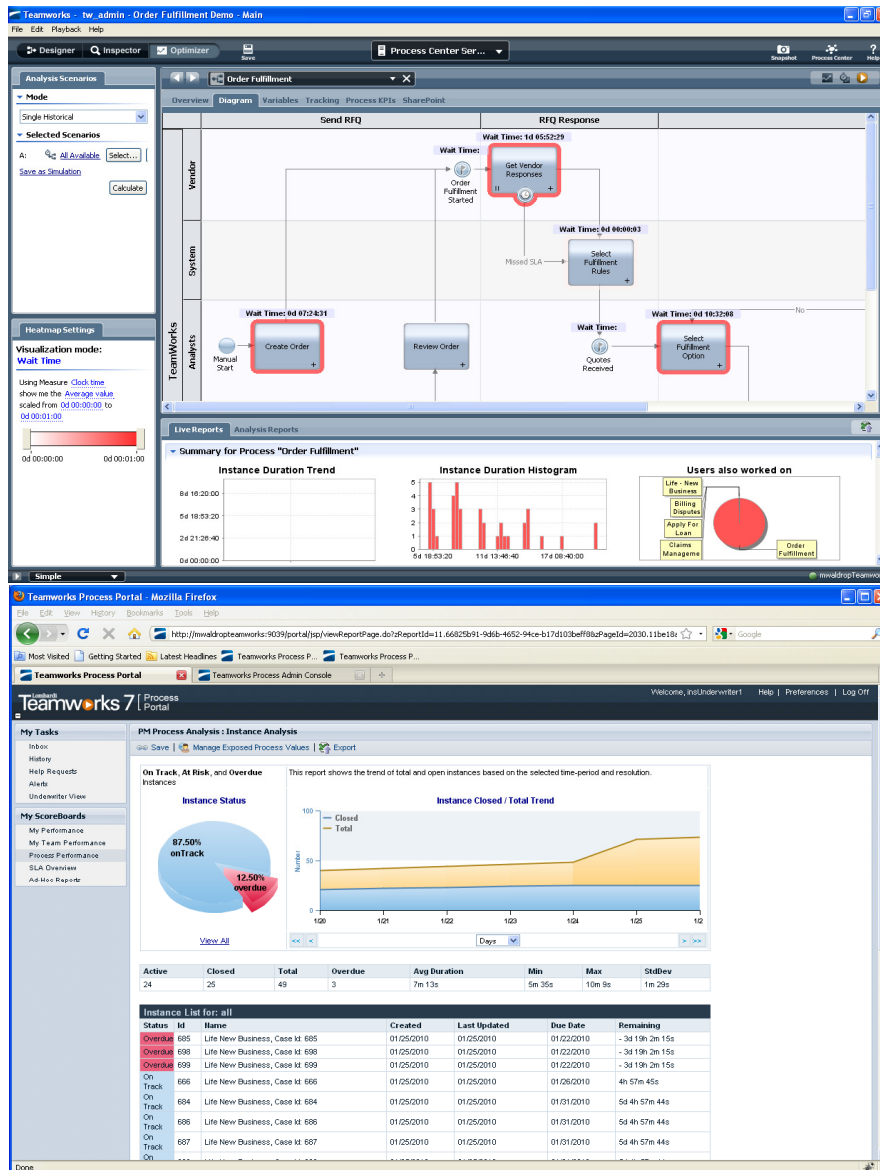 Teamworks - tw_admin - Order Fulfillment Demo - Main
File Edit Playback Help
Designer Inspector Optimizer Save Process Center Ser... Snapshot Process Center Help
Analysis Scenarios
Mode
Single Historical
Selected Scenarios
A: All Available Select...
Save as Simulation
Calculate
Heatmap Settings
Visualization mode:
Wait Time
Using Measure Clock time
show me the Average value
scaled from 0d 00:00:00 to
0d 00:01:00
0d 00:00:00 0d 00:01:00
Order Fulfillment
Overview Diagram Variables Tracking Process KPIs SharePoint
Send RFQ RFQ Response
TeamWorks
Vendor
System
Analysts
Wait Time: 1d 05:52:29
Wait Time:
Get Vendor
Responses
Order
Fulfillment
Started
Wait Time: 0d 00:00:03
Missed SLA
Select
Fulfillment
Rules
Wait Time: 0d 07:24:31
Wait Time: 0d 10:32:08
No
Wait Time:
Manual
Start
Create Order
Review Order
Quotes
Received
Select
Fulfillment
Option
Live Reports Analysis Reports
Summary for Process "Order Fulfillment"
Instance Duration Trend
8d 16:20:00
5d 18:53:20
2d 21:26:40
0d 00:00:00
Instance Duration Histogram
5
4
3
2
1
0
5d 18:53:20 11d 13:46:40 17d 08:40:00
Users also worked on
Life - New
Business
Billing
Disputes
Apply For
Loan
Claims
Manageme
Order
Fulfillment
Simple
mwaldropTeamwo
Teamworks Process Portal - Mozilla Firefox
File Edit View History Bookmarks Tools Help
Google
Most Visited Getting Started Latest Headlines Teamworks Process P... Teamworks Process P...
Teamworks Process Portal Teamworks Process Admin Console
Lombardi
Teamworks 7 Process
Portal
Welcome, insUnderwriter1 Help | Preferences | Log Off
My Tasks
Inbox
History
Help Requests
Alerts
Underwriter View
My ScoreBoards
My Performance
My Team Performance
Process Performance
SLA Overview
Ad-Hoc Reports
PM Process Analysis : Instance Analysis
Save | Manage Exposed Process Values | Export
On Track, At Risk, and Overdue
Instances
Instance Status
87.50%
onTrack
12.50%
overdue
View All
This report shows the trend of total and open instances based on the selected time-period and resolution.
Instance Closed / Total Trend
Closed
Total
Number
100
50
0
1/20 1/21 1/22 1/23 1/24 1/25 1/2
<< < Days > >>
Active Closed Total Overdue Avg Duration Min Max StdDev
24 25 49 3 7m 13s 5m 35s 10m 9s 1m 29s
Instance List for: all
Status Id Name Created Last Updated Due Date Remaining
Overdue 685 Life New Business, Case Id: 685 01/25/2010 01/25/2010 01/22/2010 - 3d 19h 2m 15s
Overdue 698 Life New Business, Case Id: 698 01/25/2010 01/25/2010 01/22/2010 - 3d 19h 2m 15s
Overdue 699 Life New Business, Case Id: 699 01/25/2010 01/25/2010 01/22/2010 - 3d 19h 2m 15s
On
Track 666 Life New Business, Case Id: 666 01/25/2010 01/25/2010 01/26/2010 4h 57m 45s
On
Track 684 Life New Business, Case Id: 684 01/25/2010 01/25/2010 01/31/2010 5d 4h 57m 44s
On
Track 686 Life New Business, Case Id: 686 01/25/2010 01/25/2010 01/31/2010 5d 4h 57m 44s
On
Track 687 Life New Business, Case Id: 687 01/25/2010 01/25/2010 01/31/2010 5d 4h 57m 44s
On
Done